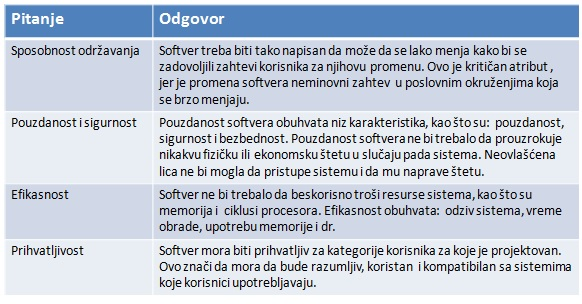 Pitanje Odgovor
Sposobnost održavanja Softver treba biti tako napisan da može da se lako menja kako bi se
zadovoljili zahtevi korisnika za njihovu promenu. Ovo je kritičan atribut ,
jer je promena softvera neminovni zahtev u poslovnim okruženjima koja
se brzo menjaju.
Pouzdanost i sigurnost Pouzdanost softvera obuhvata niz karakteristika, kao što su: pouzdanost,
sigurnost i bezbednost. Pouzdanost softvera ne bi trebalo da prouzrokuje
nikakvu fizičku ili ekonomsku štetu u slučaju pada sistema. Neovlašćena
lica ne bi mogla da pristupe sistemu i da mu naprave štetu.
Efikasnost Softver ne bi trebalo da beskorisno troši resurse sistema, kao što su
memorija i ciklusi procesora. Efikasnost obuhvata: odziv sistema, vreme
obrade, upotrebu memorije i dr.
Prihvatljivost Softver mora biti prihvatljiv za kategorije korisnika za koje je projektovan.
Ovo znači da mora da bude razumljiv, koristan i kompatibilan sa sistemima
koje korisnici upotrebljavaju.